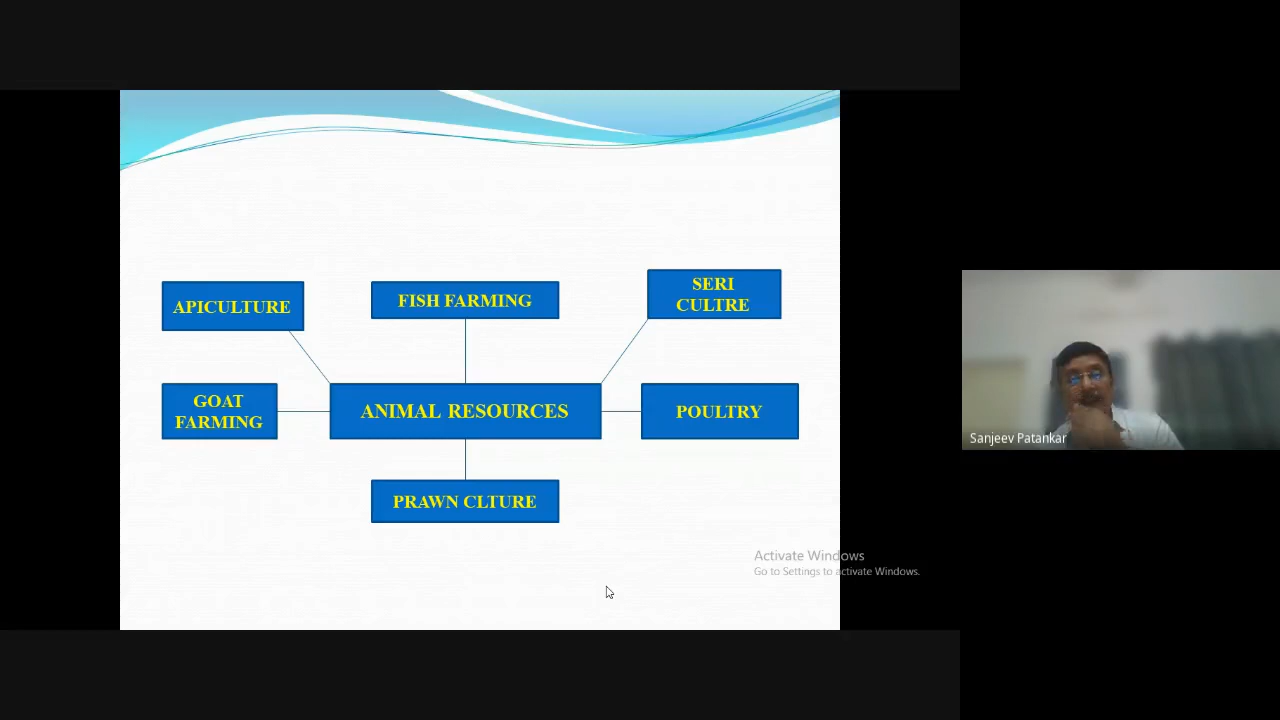 SERI
CULTRE
FISH FARMING
APICULTURE
GOAT
FARMING
ANIMAL RESOURCES
POULTRY
PRAWN CLTURE
Sanjeev Patankar
Activate Windows
Go to Settings to activate Windows.